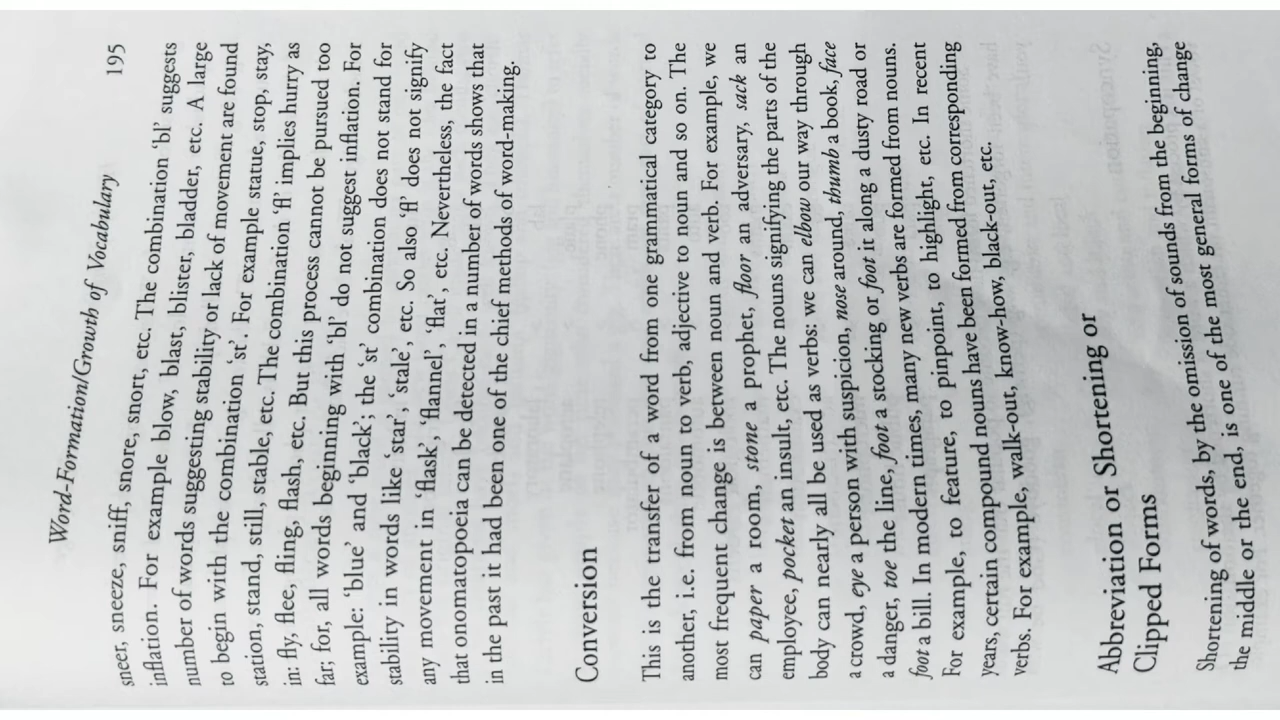 Word-Formation/Growth of Vocabulary 195
sneer, sneeze, sniff, snore, snort, etc. The combination 'bl' suggests
inflation. For example blow, blast, blister, bladder, etc. A large
number of words suggesting stability or lack of movement are found
to begin with the combination 'st'. For example statue, stop, stay,
station, stand, still, stable, etc. The combination 'fl' implies hurry as
in: fly, flee, fling, flash, etc. But this process cannot be pursued too
far; for, all words beginning with 'bl' do not suggest inflation. For
example: 'blue' and 'black'; the 'st' combination does not stand for
stability in words like 'star', 'stale', etc. So also 'fl' does not signify
any movement in 'flask', 'flannel', 'flat', etc. Nevertheless, the fact
that onomatopoeia can be detected in a number of words shows that
in the past it had been one of the chief methods of word-making.
Conversion
This is the transfer of a word from one grammatical category to
another, i.e. from noun to verb, adjective to noun and so on. The
most frequent change is between noun and verb. For example, we
can paper a room, stone a prophet, floor an adversary, sack an
employee, pocket an insult, etc. The nouns signifying the parts of the
body can nearly all be used as verbs: we can elbow our way through
a crowd, eye a person with suspicion, nose around, thumb a book, face
a danger, toe the line, foot a stocking or foot it along a dusty road or
foot a bill. In modern times, many new verbs are formed from nouns.
For example, to feature, to pinpoint, to highlight, etc. In recent
years, certain compound nouns have been formed from corresponding
verbs. For example, walk-out, know-how, black-out, etc.
Abbreviation or Shortening or
Clipped Forms
Shortening of words, by the omission of sounds from the beginning,
the middle or the end, is one of the most general forms of change